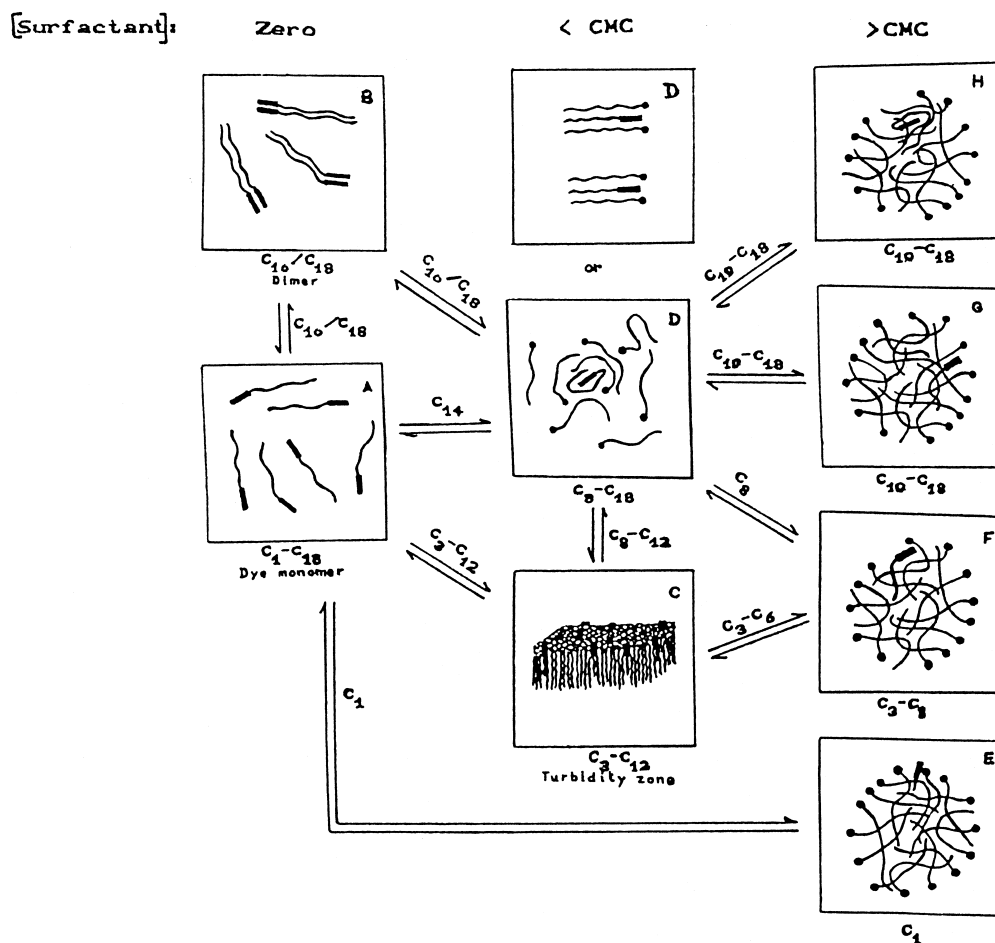 [Surfactant]: Zero < CMC >CMC
B
D
H
C10/C18
Dimer
or
C10-C18
C10/C18
C10-C18
C10/C18
D
G
A
C14
C10-C18
C8-C18
C10-C18
C1-C18
Dye monomer
C3-C12
C8-C12
C8
F
C
C3-C6
C1
C3-C8
C3-C12
Turbidity zone
E
C1